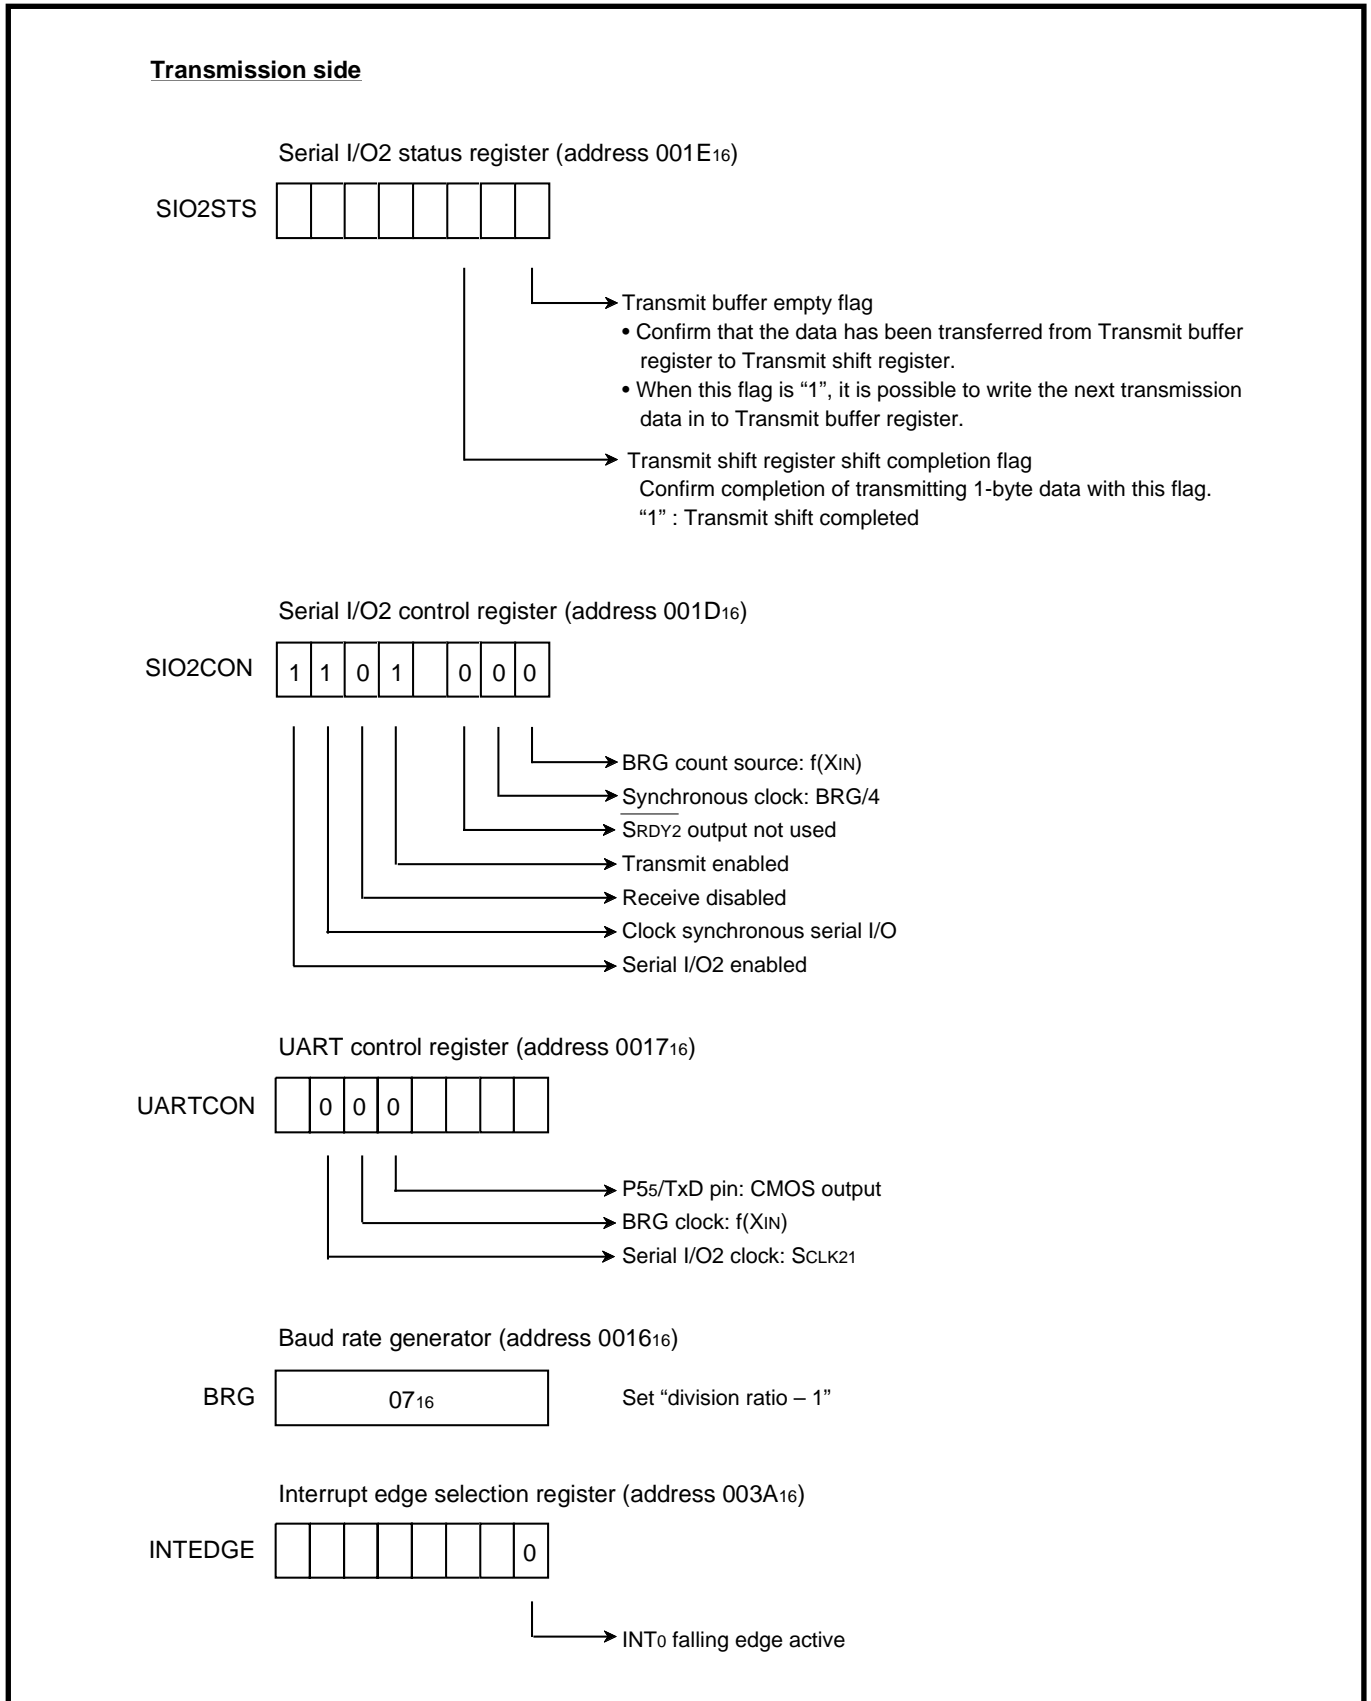 Transmission side
Serial I/O2 status register (address 001E16)
SIO2STS
Transmit buffer empty flag
• Confirm that the data has been transferred from Transmit buffer
register to Transmit shift register.
• When this flag is “1”, it is possible to write the next transmission
data in to Transmit buffer register.
Transmit shift register shift completion flag
Confirm completion of transmitting 1-byte data with this flag.
“1” : Transmit shift completed
Serial I/O2 control register (address 001D16)
SIO2CON 1 1 0 1 0 0 0
BRG count source: f(XIN)
Synchronous clock: BRG/4
SRDY2 output not used
Transmit enabled
Receive disabled
Clock synchronous serial I/O
Serial I/O2 enabled
UART control register (address 001716)
UARTCON 0 0 0
P55/TxD pin: CMOS output
BRG clock: f(XIN)
Serial I/O2 clock: SCLK21
Baud rate generator (address 001616)
BRG 0716 Set “division ratio – 1”
Interrupt edge selection register (address 003A16)
INTEDGE 0
INT0 falling edge active